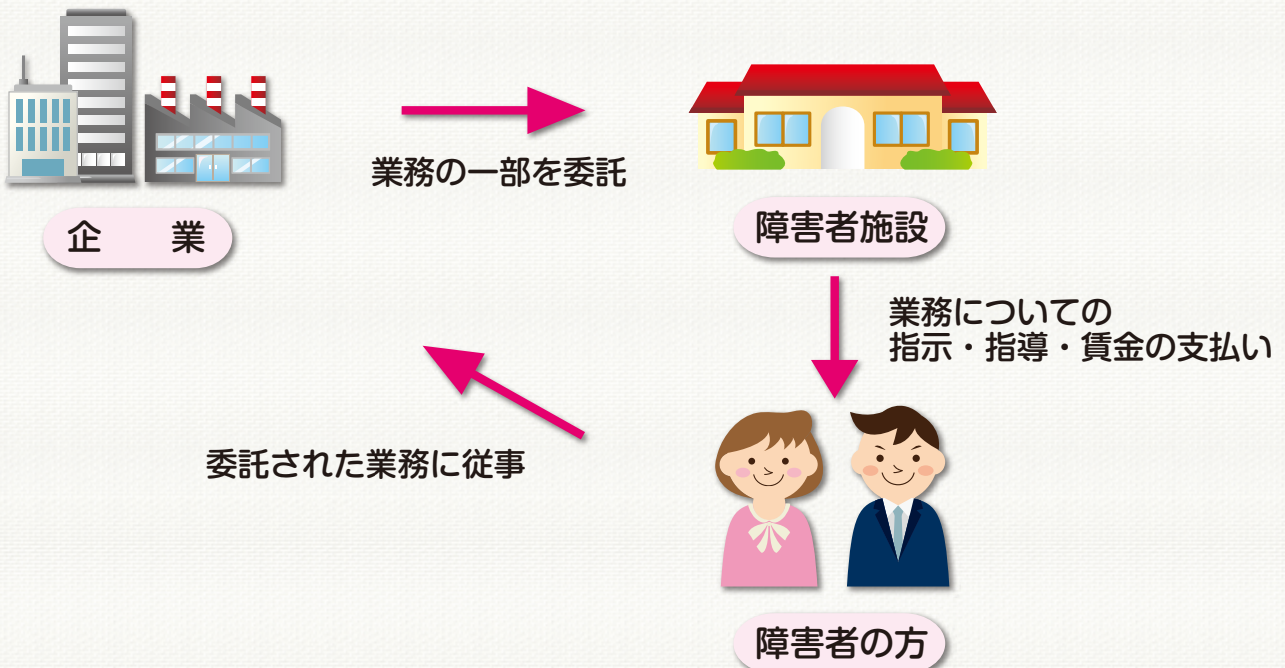 業務の一部を委託
企　　業
障害者施設
業務についての
指示・指導・賃金の支払い
委託された業務に従事
障害者の方